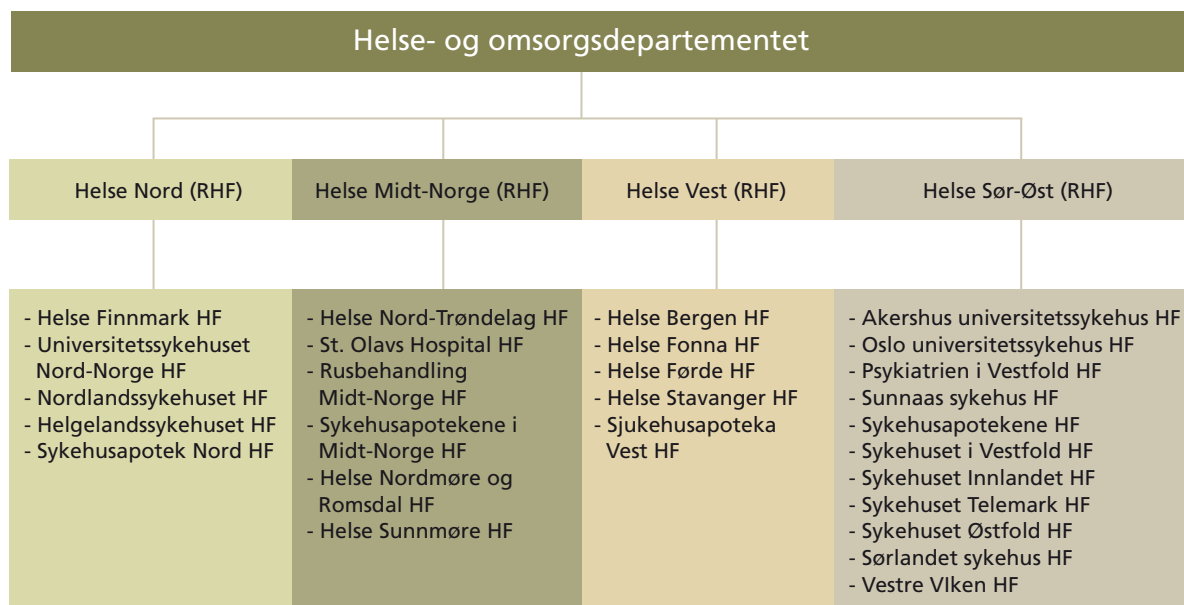 Helse- og omsorgsdepartementet
Helse Nord (RHF)
Helse Midt-Norge (RHF)
Helse Vest (RHF)
Helse Sør-Øst (RHF)
- Helse Finnmark HF
- Universitetssykehuset
Nord-Norge HF
- Nordlandssykehuset HF
- Helgelandssykehuset HF
- Sykehusapotek Nord HF
- Helse Nord-Trøndelag HF
- St. Olavs Hospital HF
- Rusbehandling
Midt-Norge HF
- Sykehusapotekene i
Midt-Norge HF
- Helse Nordmøre og
Romsdal HF
- Helse Sunnmøre HF
- Helse Bergen HF
- Helse Fonna HF
- Helse Førde HF
- Helse Stavanger HF
- Sjukehusapoteka
Vest HF
- Akershus universitetssykehus HF
- Oslo universitetssykehus HF
- Psykiatrien i Vestfold HF
- Sunnaas sykehus HF
- Sykehusapotekene HF
- Sykehuset i Vestfold HF
- Sykehuset Innlandet HF
- Sykehuset Telemark HF
- Sykehuset Østfold HF
- Sørlandet sykehus HF
- Vestre VIken HF